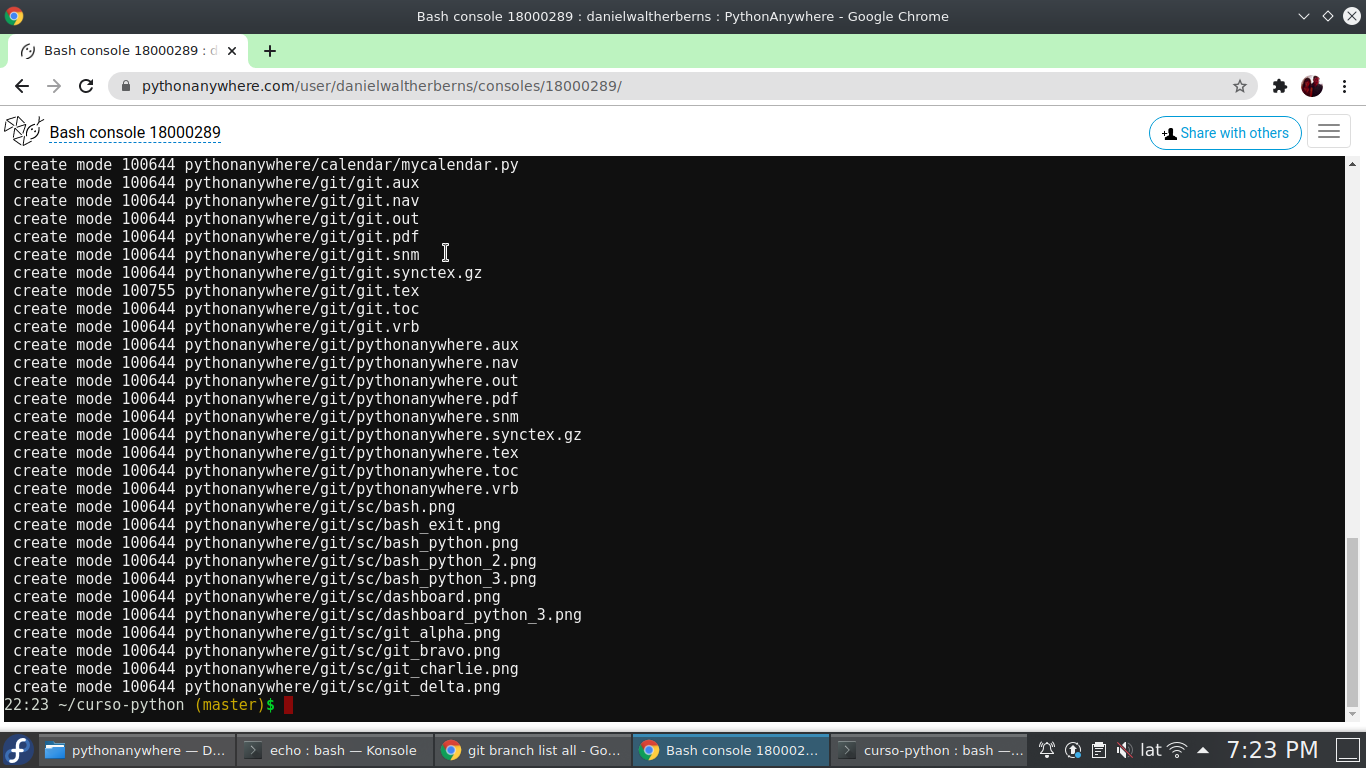 Bash console 18000289 : danielwaltherberns : PythonAnywhere - Google Chrome
Bash console 18000289 : d
pythonanywhere.com/user/danielwaltherberns/consoles/18000289/
Bash console 18000289
Share with others
create mode 100644 pythonanywhere/calendar/mycalendar.py
create mode 100644 pythonanywhere/git/git.aux
create mode 100644 pythonanywhere/git/git.nav
create mode 100644 pythonanywhere/git/git.out
create mode 100644 pythonanywhere/git/git.pdf
create mode 100644 pythonanywhere/git/git.snm
create mode 100644 pythonanywhere/git/git.synctex.gz
create mode 100755 pythonanywhere/git/git.tex
create mode 100644 pythonanywhere/git/git.toc
create mode 100644 pythonanywhere/git/git.vrb
create mode 100644 pythonanywhere/git/pythonanywhere.aux
create mode 100644 pythonanywhere/git/pythonanywhere.nav
create mode 100644 pythonanywhere/git/pythonanywhere.out
create mode 100644 pythonanywhere/git/pythonanywhere.pdf
create mode 100644 pythonanywhere/git/pythonanywhere.snm
create mode 100644 pythonanywhere/git/pythonanywhere.synctex.gz
create mode 100644 pythonanywhere/git/pythonanywhere.tex
create mode 100644 pythonanywhere/git/pythonanywhere.toc
create mode 100644 pythonanywhere/git/pythonanywhere.vrb
create mode 100644 pythonanywhere/git/sc/bash.png
create mode 100644 pythonanywhere/git/sc/bash_exit.png
create mode 100644 pythonanywhere/git/sc/bash_python.png
create mode 100644 pythonanywhere/git/sc/bash_python_2.png
create mode 100644 pythonanywhere/git/sc/bash_python_3.png
create mode 100644 pythonanywhere/git/sc/dashboard.png
create mode 100644 pythonanywhere/git/sc/dashboard_python_3.png
create mode 100644 pythonanywhere/git/sc/git_alpha.png
create mode 100644 pythonanywhere/git/sc/git_bravo.png
create mode 100644 pythonanywhere/git/sc/git_charlie.png
create mode 100644 pythonanywhere/git/sc/git_delta.png
22:23 ~/curso-python (master)$
pythonanywhere — D... echo : bash — Konsole git branch list all - Go... Bash console 180002... curso-python : bash —... lat 7:23 PM